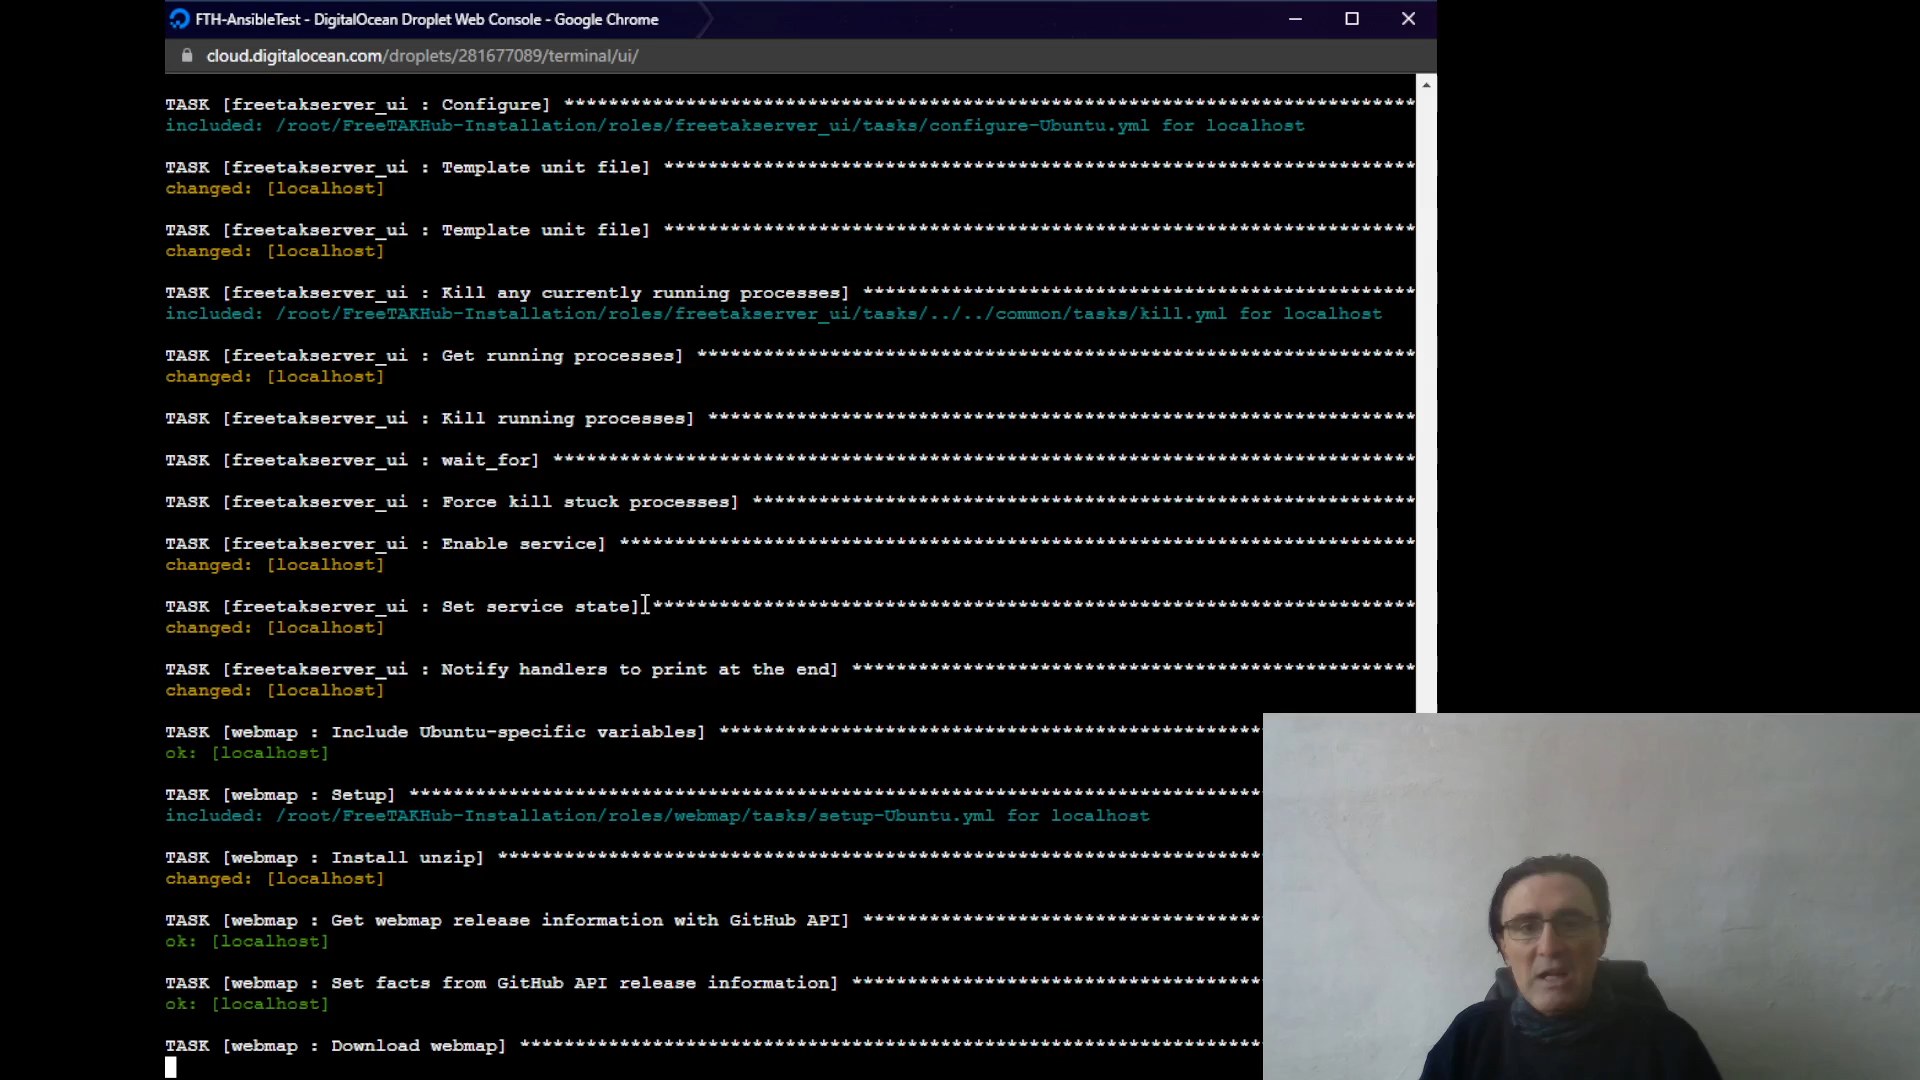 FTH-AnsibleTest - DigitalOcean Droplet Web Console - Google Chrome
cloud.digitalocean.com/droplets/281677089/terminal/ui/
TASK [freetakserver_ui : Configure] *****************************************************************************
included: /root/FreeTAKHub-Installation/roles/freetakserver_ui/tasks/configure-Ubuntu.yml for localhost
TASK [freetakserver_ui : Template unit file] ********************************************************************
changed: [localhost]
TASK [freetakserver_ui : Template unit file] ********************************************************************
changed: [localhost]
TASK [freetakserver_ui : Kill any currently running processes] **************************************************
included: /root/FreeTAKHub-Installation/roles/freetakserver_ui/tasks/../../common/tasks/kill.yml for localhost
TASK [freetakserver_ui : Get running processes] *****************************************************************
changed: [localhost]
TASK [freetakserver_ui : Kill running processes] ****************************************************************
TASK [freetakserver_ui : wait_for] ******************************************************************************
TASK [freetakserver_ui : Force kill stuck processes] ************************************************************
TASK [freetakserver_ui : Enable service] ************************************************************************
changed: [localhost]
TASK [freetakserver_ui : Set service state] *********************************************************************
changed: [localhost]
TASK [freetakserver_ui : Notify handlers to print at the end] ***************************************************
changed: [localhost]
TASK [webmap : Include Ubuntu-specific variables] *************************************************
ok: [localhost]
TASK [webmap : Setup] *****************************************************************************
included: /root/FreeTAKHub-Installation/roles/webmap/tasks/setup-Ubuntu.yml for localhost
TASK [webmap : Install unzip] *********************************************************************
changed: [localhost]
TASK [webmap : Get webmap release information with GitHub API] ************************************
ok: [localhost]
TASK [webmap : Set facts from GitHub API release information] *************************************
ok: [localhost]
TASK [webmap : Download webmap] *******************************************************************